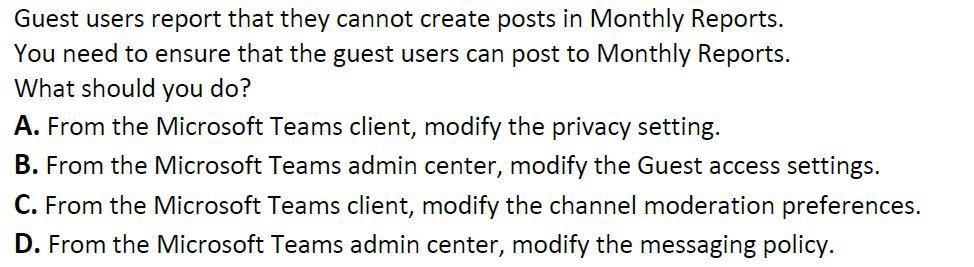 Guest users report that they cannot create posts in Monthly Reports.
You need to ensure that the guest users can post to Monthly Reports.
What should you do?
A. From the Microsoft Teams client, modify the privacy setting.
B. From the Microsoft Teams admin center, modify the Guest access settings.
C. From the Microsoft Teams client, modify the channel moderation preferences.
D. From the Microsoft Teams admin center, modify the messaging policy.